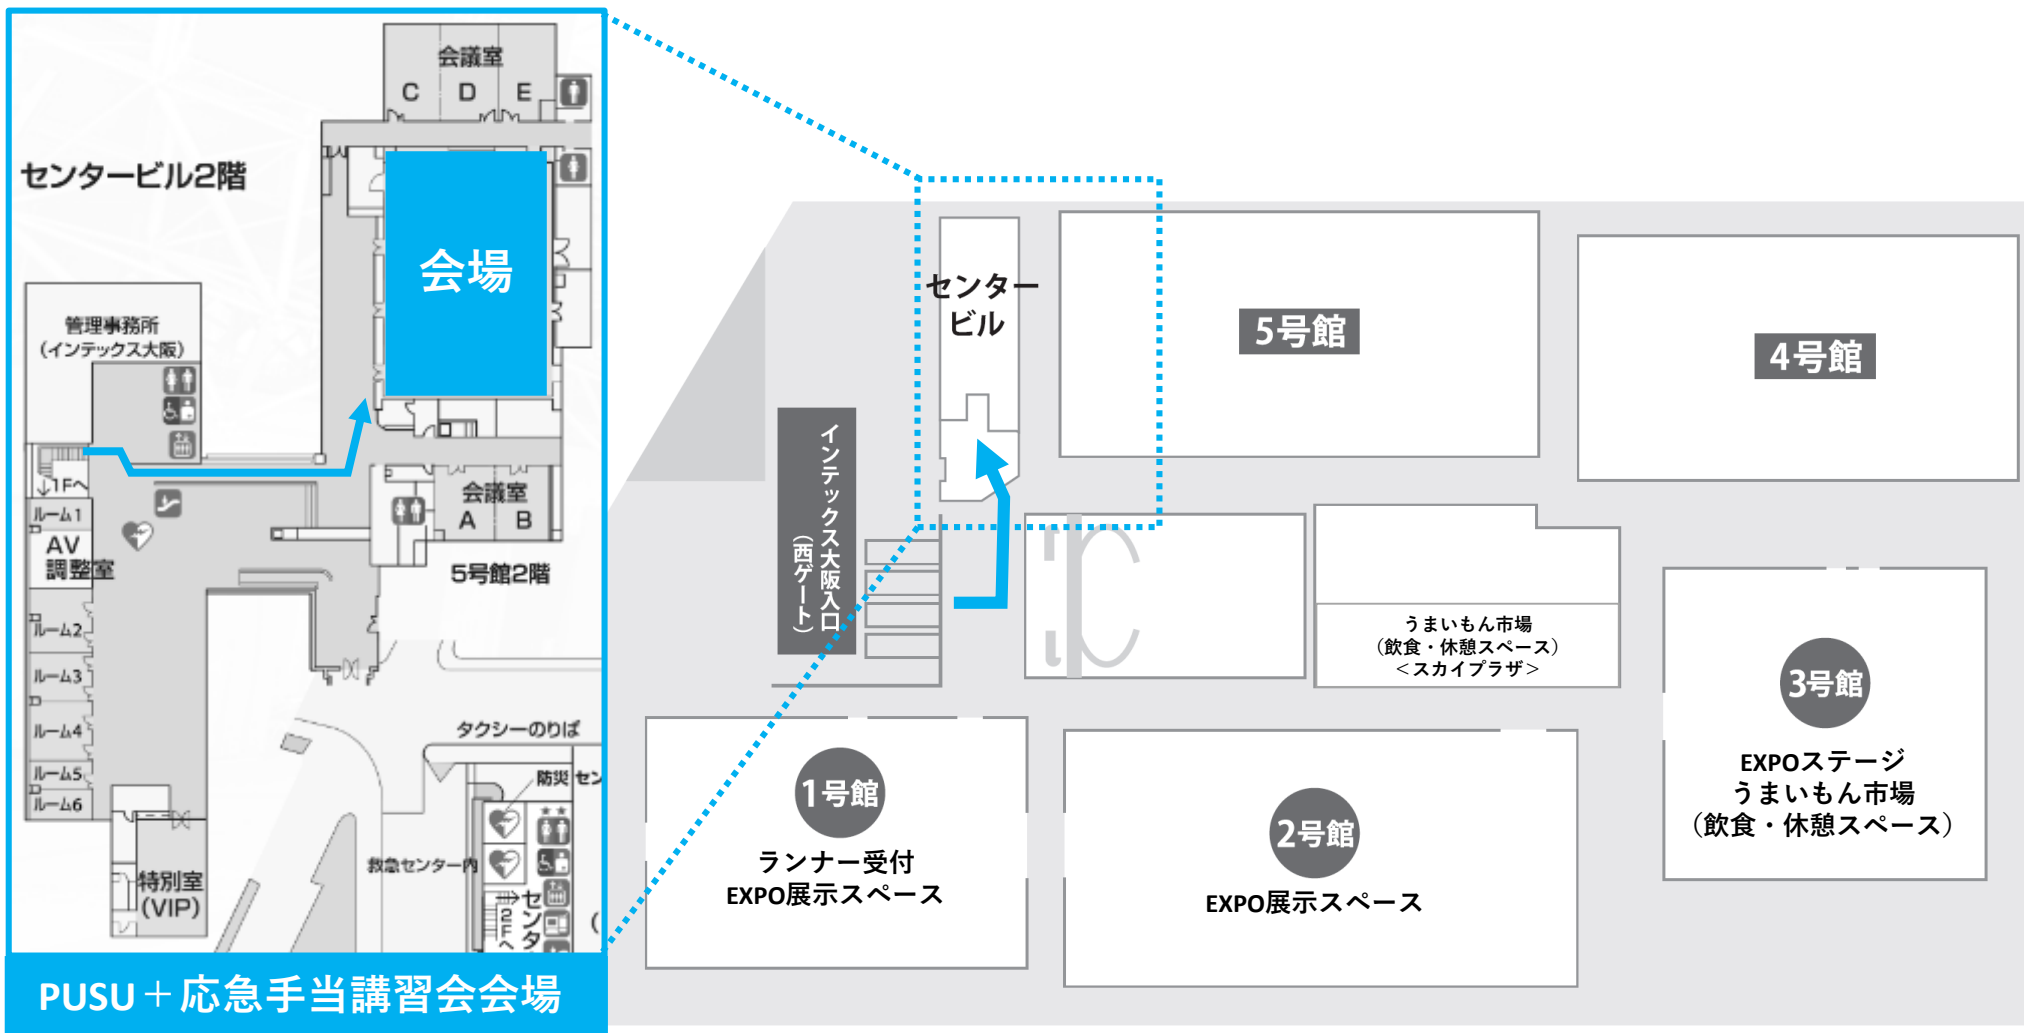 会議室
C D E
センタービル2階
会場
管理事務所
（インテックス大阪）
↓1Fへ
ルーム1
AV
調整室
ルーム2
ルーム3
ルーム4
ルーム5
ルーム6
会議室
A B
5号館2階
タクシーのりば
防災セン
救急センター内
特別室
(VIP)
2Fへ
センタ
PUSU＋応急手当講習会会場
センター
ビル
5号館
4号館
インテックス大阪入口
（西ゲート）
うまいもん市場
（飲食・休憩スペース）
＜スカイプラザ＞
3号館
EXPOステージ
うまいもん市場
（飲食・休憩スペース）
1号館
ランナー受付
EXPO展示スペース
2号館
EXPO展示スペース